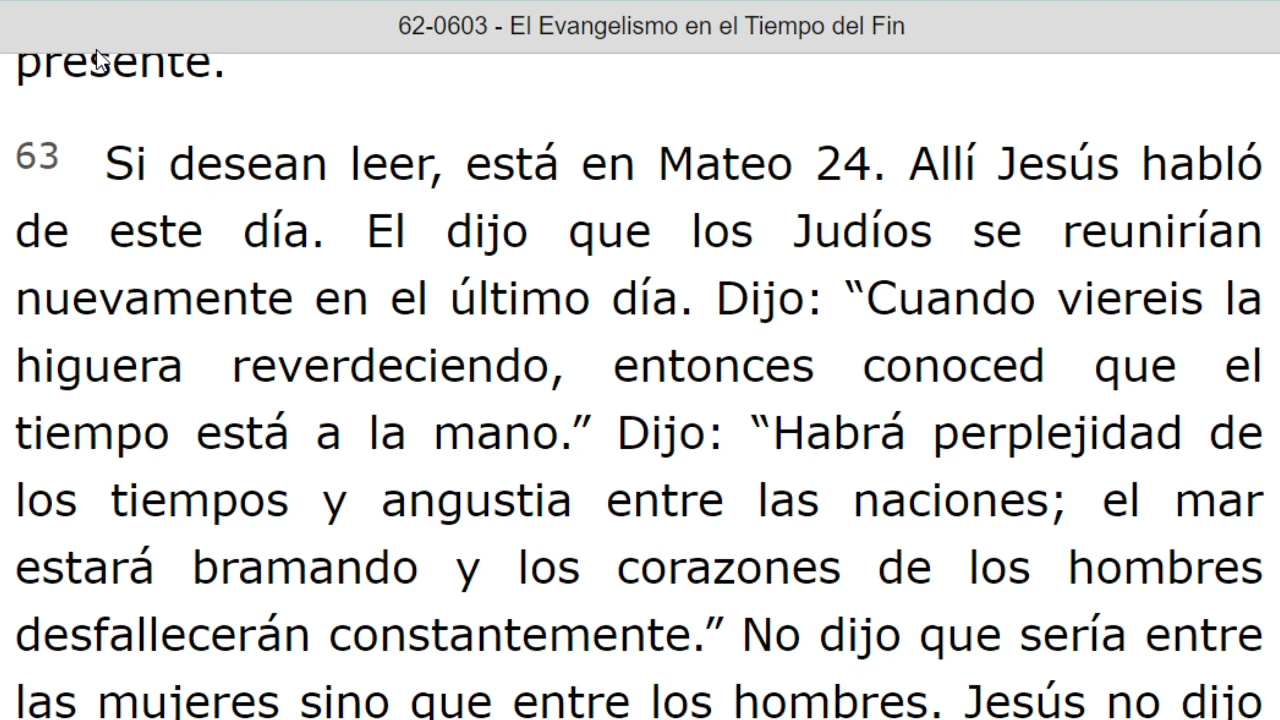 62-0603 - El Evangelismo en el Tiempo del Fin
presente.
63 Si desean leer, está en Mateo 24. Allí Jesús habló
de este día. El dijo que los Judíos se reunirían
nuevamente en el último día. Dijo: “Cuando viereis la
higuera reverdeciendo, entonces conoced que el
tiempo está a la mano.” Dijo: “Habrá perplejidad de
los tiempos y angustia entre las naciones; el mar
estará bramando y los corazones de los hombres
desfallecerán constantemente.” No dijo que sería entre
las mujeres sino que entre los hombres. Jesús no dijo